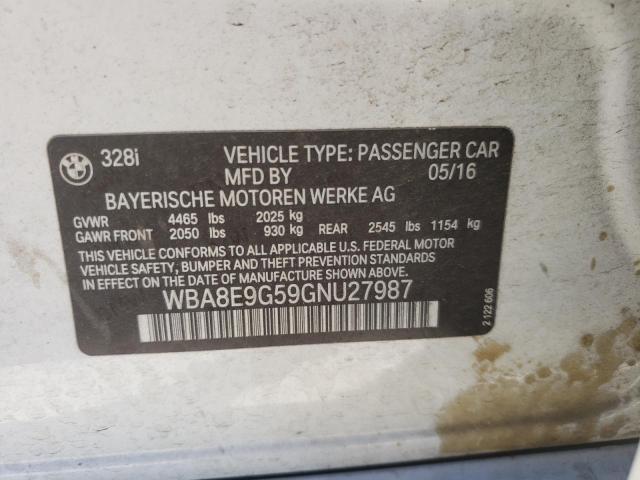 BMW 328i VEHICLE TYPE: PASSENGER CAR
MFD BY 05/16
BAYERISCHE MOTOREN WERKE AG
GVWR 4465 lbs 2025 kg
GAWR FRONT 2050 lbs 930 kg REAR 2545 lbs 1154 kg
THIS VEHICLE CONFORMS TO ALL APPLICABLE U.S. FEDERAL MOTOR
VEHICLE SAFETY, BUMPER AND THEFT PREVENTION STANDARDS
IN EFFECT ON THE DATE OF MANUFACTURE SHOWN ABOVE.
WBA8E9G59GNU27987
2 122 606